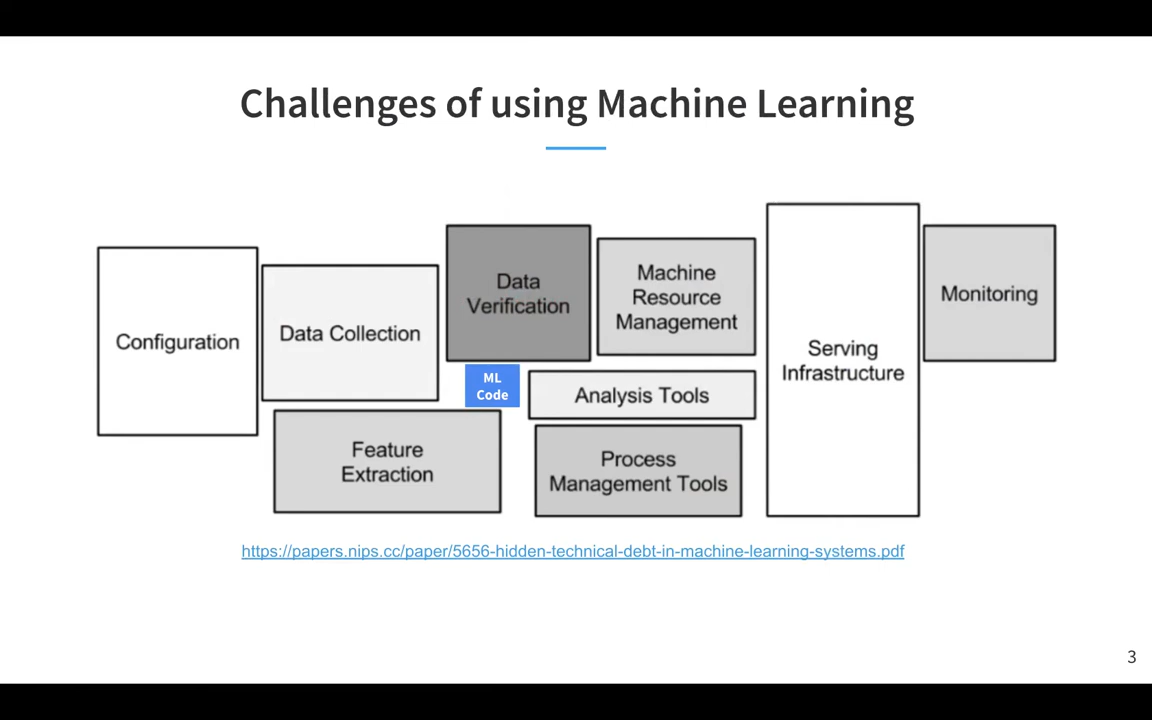 Challenges of using Machine Learning
Configuration
Data Collection
Data
Verification
Machine
Resource
Management
Serving
Infrastructure
Monitoring
ML
Code
Analysis Tools
Feature
Extraction
Process
Management Tools
https://papers.nips.cc/paper/5656-hidden-technical-debt-in-machine-learning-systems.pdf
3